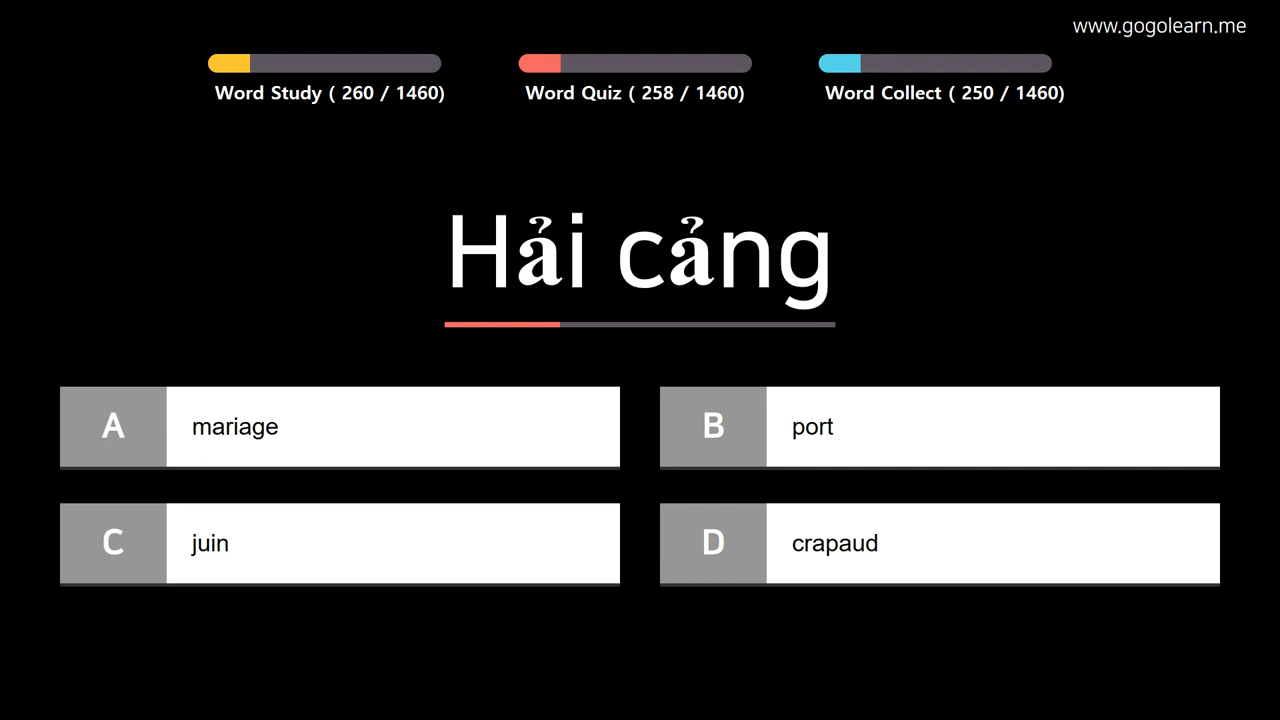 www.gogolearn.me
Word Study ( 260 / 1460)
Word Quiz ( 258 / 1460)
Word Collect ( 250 / 1460)
Hải cảng
A mariage
B port
C juin
D crapaud